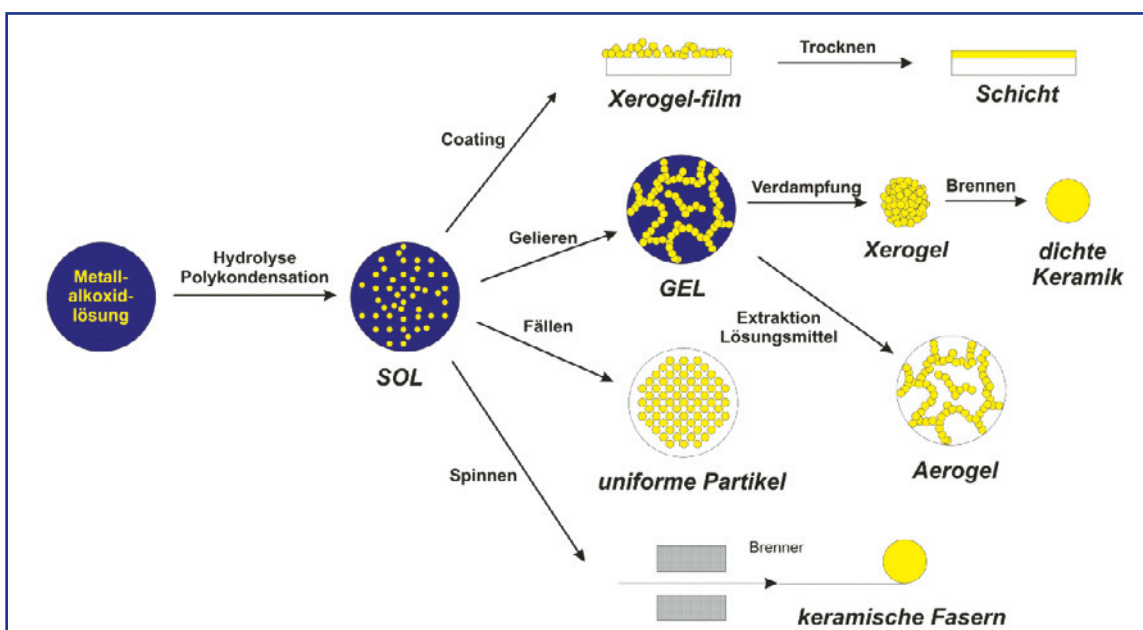 Trocknen
Xerogel-film
Schicht
Coating
Verdampfung
Brennen
Gelieren
Xerogel
dichte
Keramik
Metall-
alkoxid-
lösung
Hydrolyse
Polykondensation
GEL
SOL
Fällen
Extraktion
Lösungsmittel
uniforme Partikel
Aerogel
Spinnen
Brenner
keramische Fasern